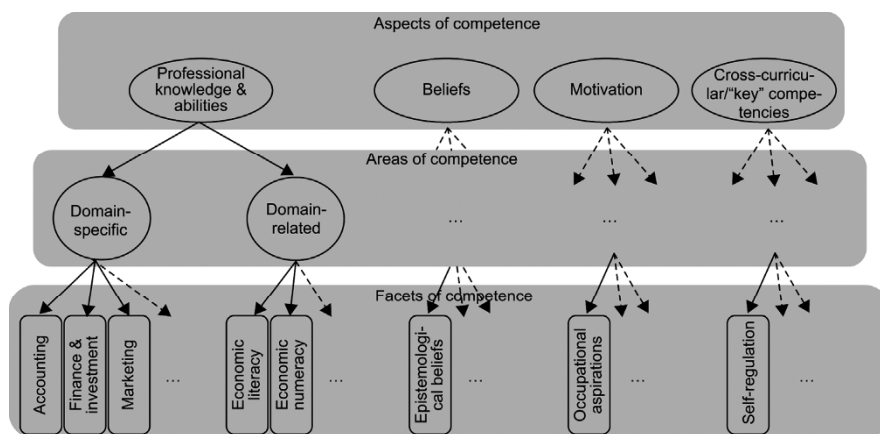 Aspects of competence
Professional
knowledge &
abilities
Beliefs
Motivation
Cross-curricu-
lar/“key” compe-
tencies
Areas of competence
Domain-
specific
Domain-
related
...
...
...
Facets of competence
Accounting
Finance &
investment
Marketing
...
Economic
literacy
Economic
numeracy
...
Epistemologi-
cal beliefs
...
Occupational
aspirations
...
Self-regulation
...